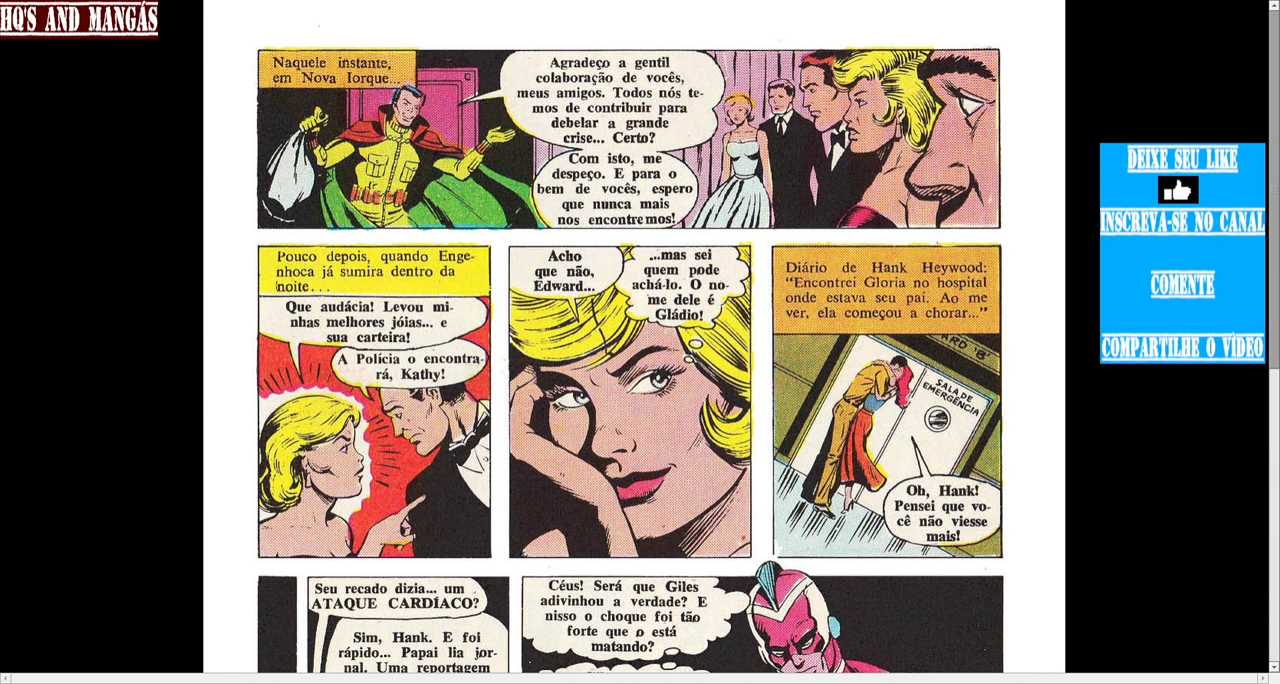 HQ'S AND MANGÁS
Naquele instante,
em Nova Iorque...
Agradeço a gentil
colaboração de vocês,
meus amigos. Todos nós te-
mos de contribuir para
debelar a grande
crise... Certo?
Com isto, me
despeço. E para o
bem de vocês, espero
que nunca mais
nos encontremos!
Pouco depois, quando Enge-
nhoca já sumira dentro da
noite...
Que audácia! Levou mi-
nhas melhores jóias... e
sua carteira!
A Polícia o encontra-
rá, Kathy!
Acho
que não,
Edward...
...mas sei
quem pode
achá-lo. O no-
me dele é
Gládio!
Diário de Hank Heywood:
"Encontrei Gloria no hospital
onde estava seu pai. Ao me
ver, ela começou a chorar..."
'B'
SALA DE
EMERGÊNCIA
Oh, Hank!
Pensei que vo-
cê não viesse
mais!
Seu recado dizia... um
ATAQUE CARDÍACO?
Sim, Hank. E foi
rápido... Papai lia jor-
nal. Uma reportagem
Céus! Será que Giles
adivinhou a verdade? E
nisso o choque foi tão
forte que o está
matando?
DEIXE SEU LIKE
INSCREVA-SE NO CANAL
COMENTE
COMPARTILHE O VÍDEO